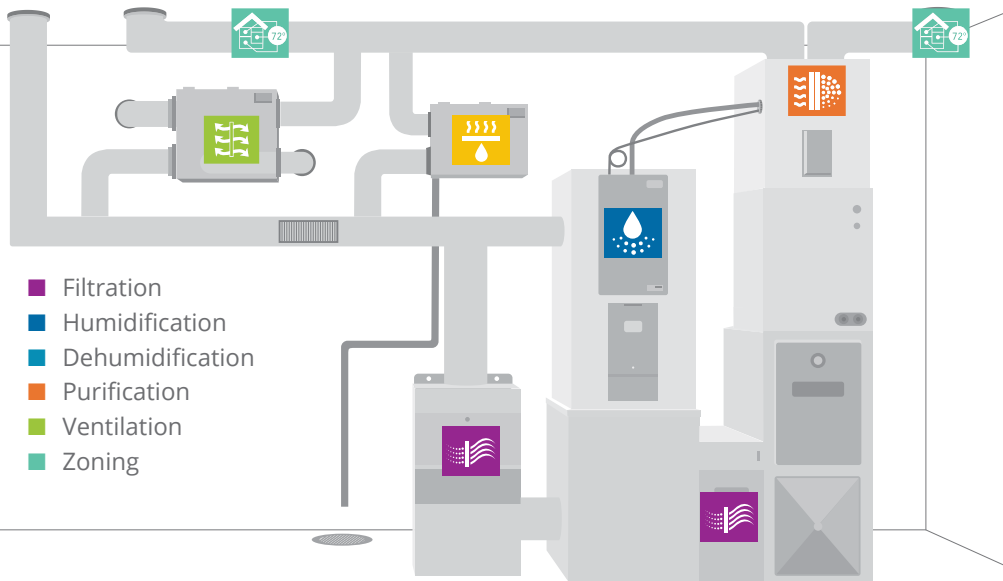 72°
72°
Filtration
Humidification
Dehumidification
Purification
Ventilation
Zoning